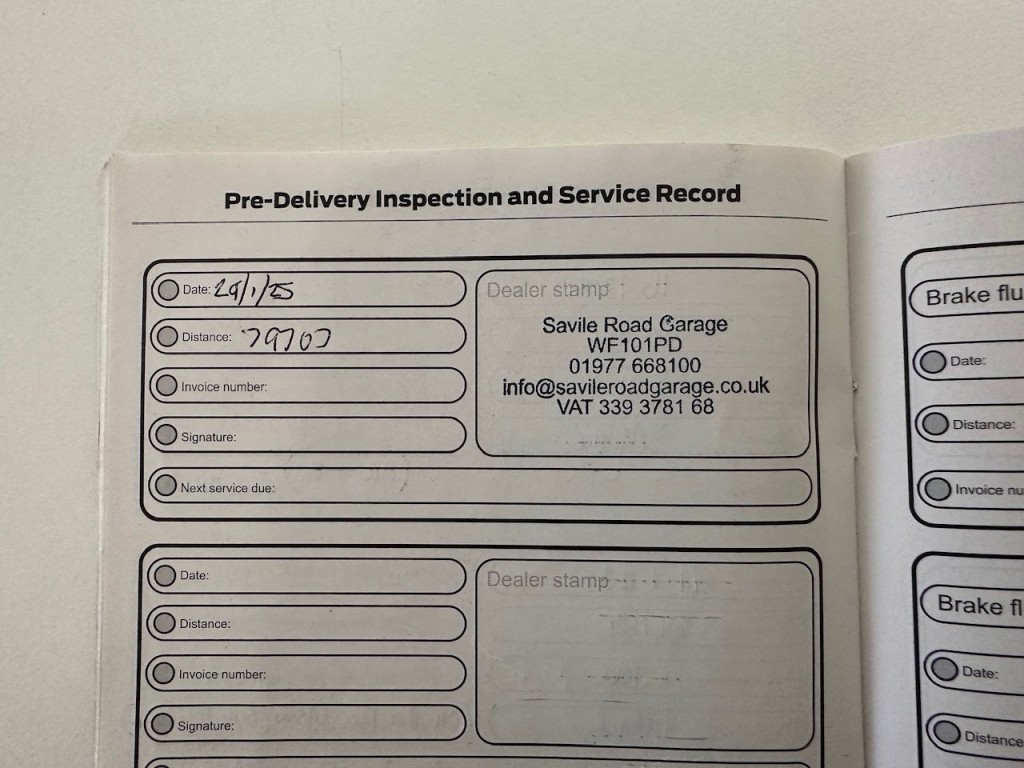 Pre-Delivery Inspection and Service Record
Date: 29/1/25
Distance: 79707
Invoice number:
Signature:
Next service due:
Dealer stamp
Savile Road Garage
WF101PD
01977 668100
info@savileroadgarage.co.uk
VAT 339 3781 68
Date:
Distance:
Invoice number:
Signature:
Dealer stamp
Brake flu
Date:
Distance:
Invoice nu
Brake fl
Date:
Distance